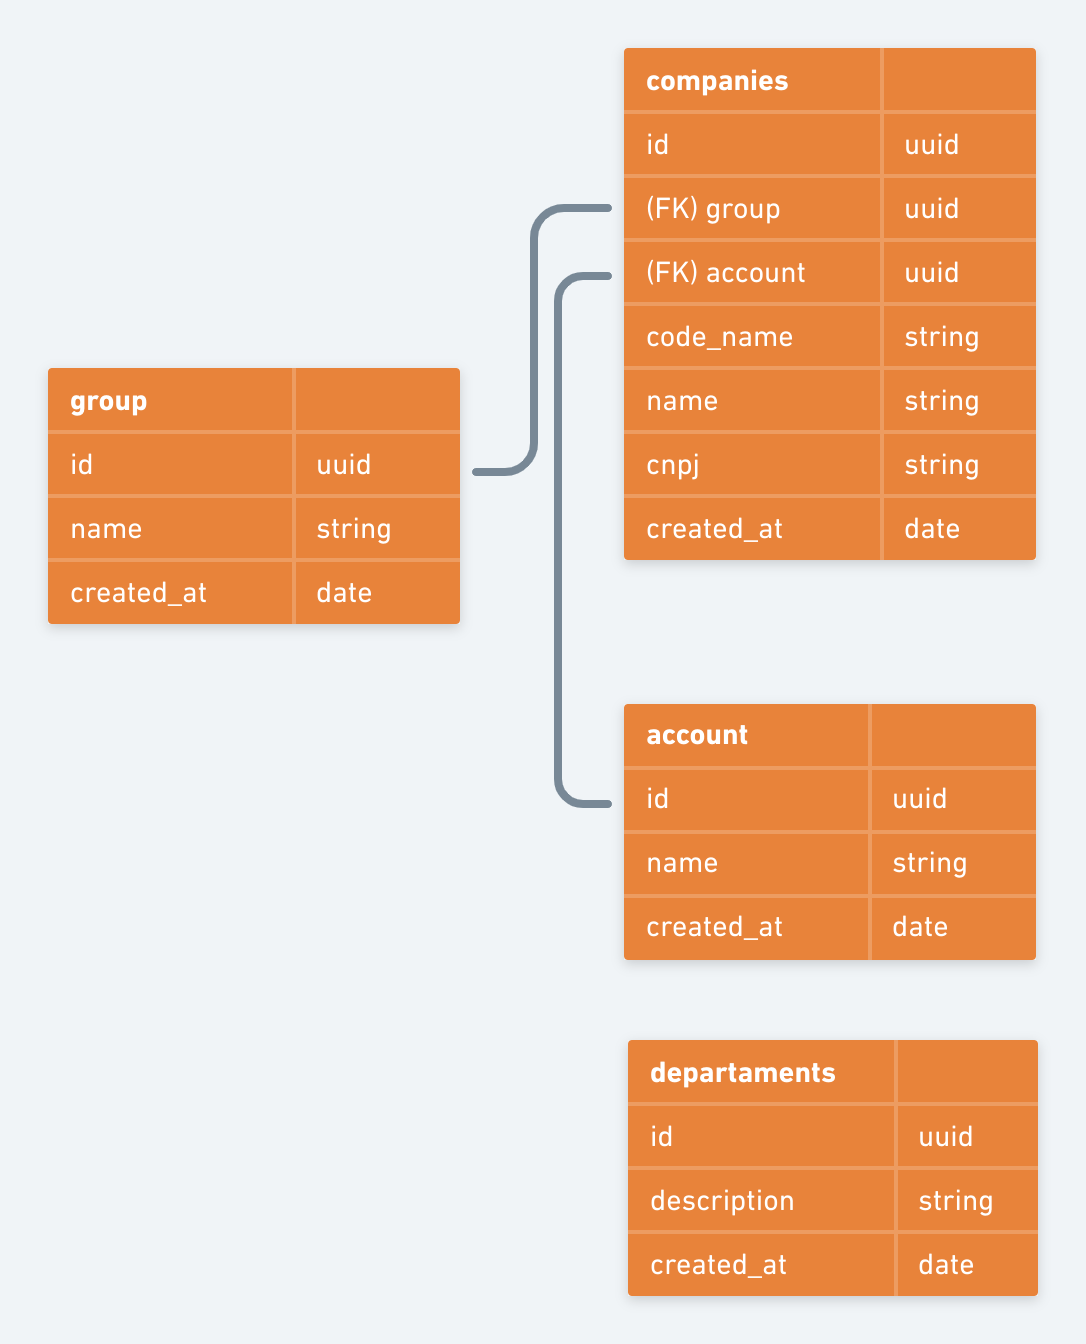 companies
id uuid
(FK) group uuid
(FK) account uuid
code_name string
name string
cnpj string
created_at date
group
id uuid
name string
created_at date
account
id uuid
name string
created_at date
departaments
id uuid
description string
created_at date